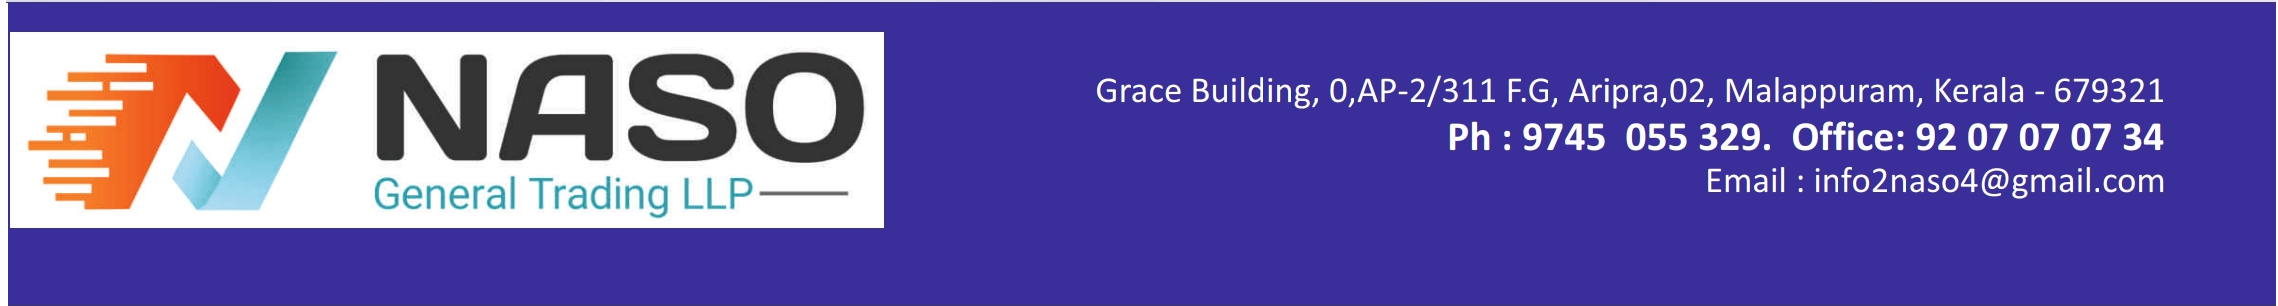 NASO
General Trading LLP
Grace Building, 0,AP-2/311 F.G, Aripra,02, Malappuram, Kerala - 679321
Ph : 9745  055 329.  Office: 92 07 07 07 34
Email : info2naso4@gmail.com